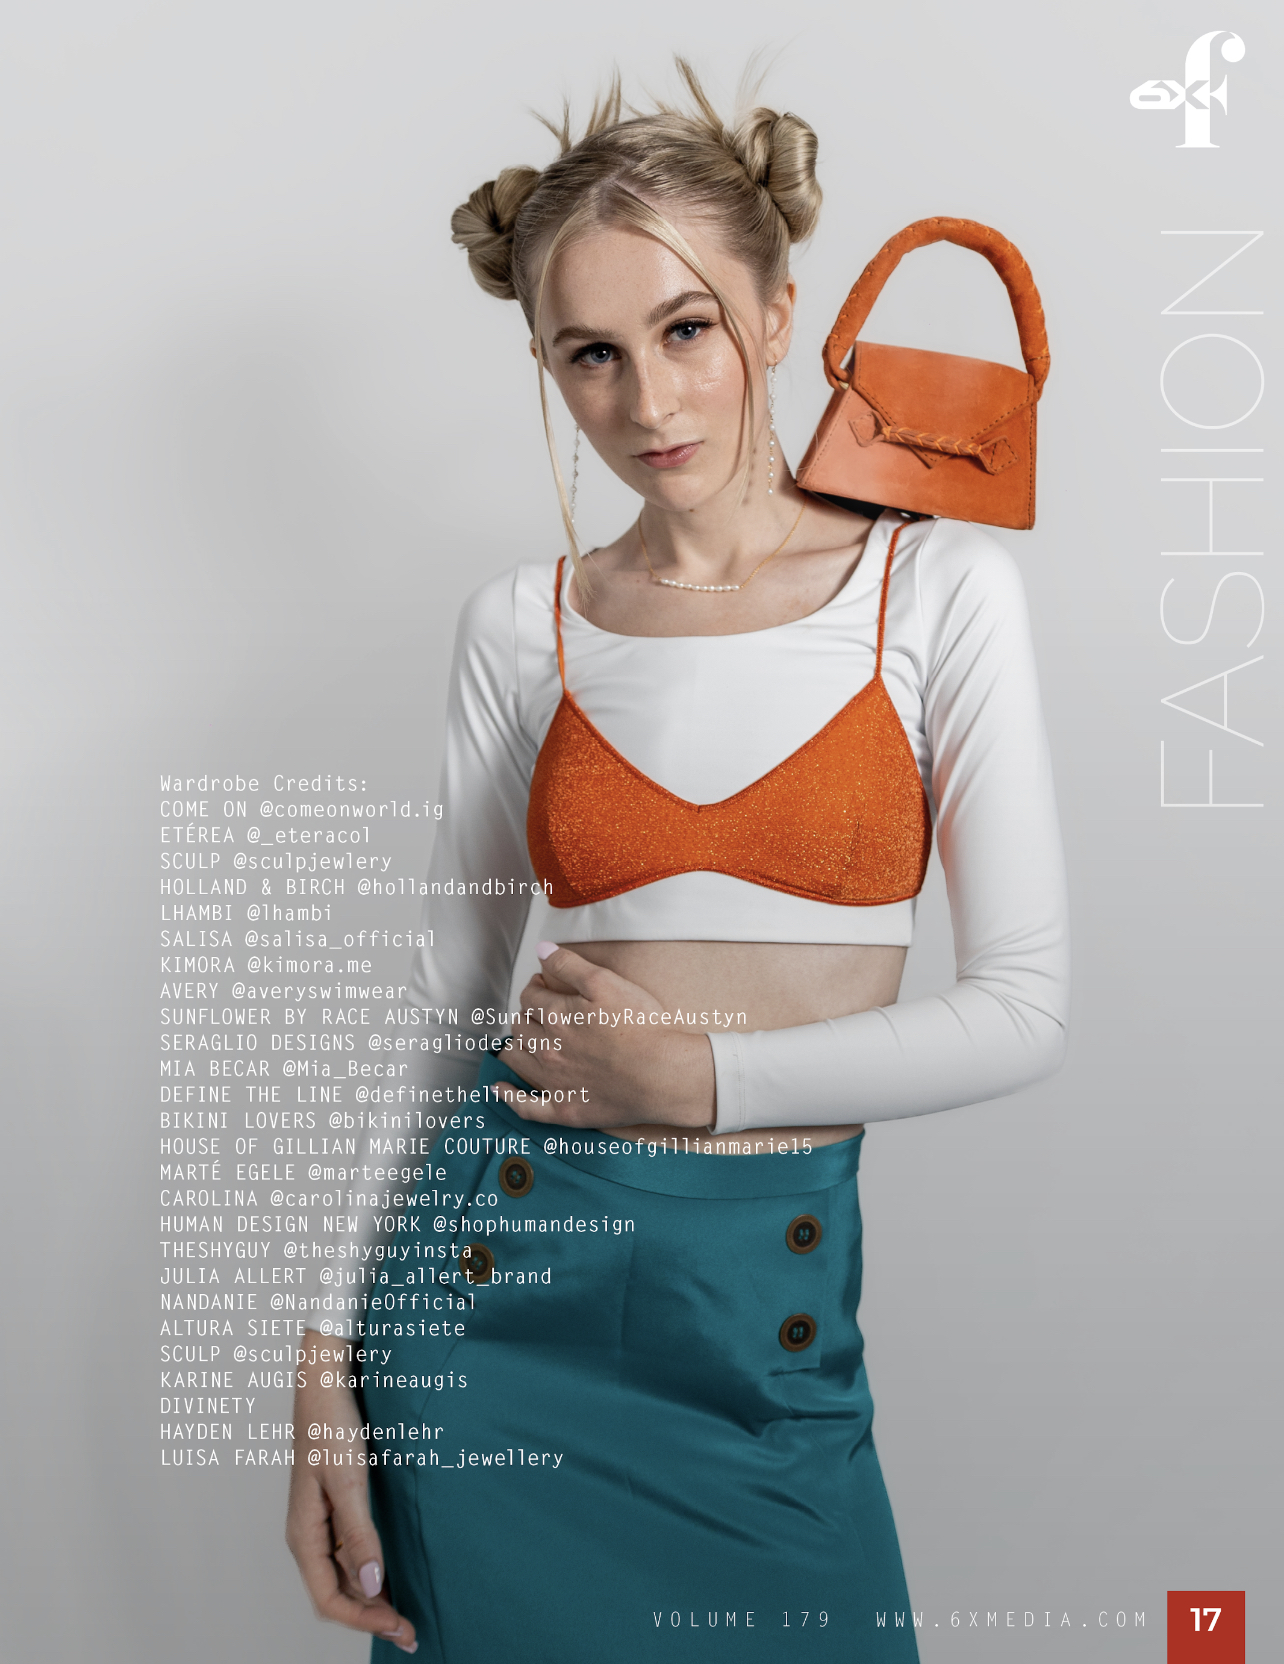 6X f
FASHION
Wardrobe Credits:
COME ON @comeonworld.ig
ETÉREA @_eteracol
SCULP @sculpjewlery
HOLLAND & BIRCH @hollandandbirch
LHAMBI @lhambi
SALISA @salisa_official
KIMORA @kimora.me
AVERY @averyswimwear
SUNFLOWER BY RACE AUSTYN @SunflowerbyRaceAustyn
SERAGLIO DESIGNS @seragliodesigns
MIA BECAR @Mia_Becar
DEFINE THE LINE @definethelinesport
BIKINI LOVERS @bikinilovers
HOUSE OF GILLIAN MARIE COUTURE @houseofgillianmarie15
MARTÉ EGELE @marteegele
CAROLINA @carolinajewelry.co
HUMAN DESIGN NEW YORK @shophumandesign
THESHYGUY @theshyguyinsta
JULIA ALLERT @julia_allert_brand
NANDANIE @NandanieOfficial
ALTURA SIETE @alturasiete
SCULP @sculpjewlery
KARINE AUGIS @karineaugis
DIVINETY
HAYDEN LEHR @haydenlehr
LUISA FARAH @luisafarah_jewellery
VOLUME 179 WWW.6XMEDIA.COM 17